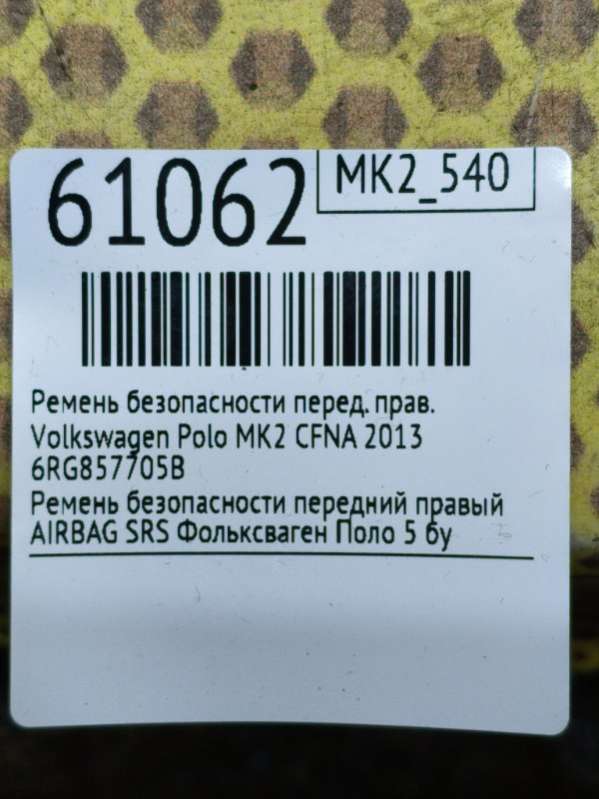 61062
MK2_540
Ремень безопасности перед. прав.
Volkswagen Polo MK2 CFNA 2013
6RG857705B
Ремень безопасности передний правый
AIRBAG SRS Фольксваген Поло 5 бу